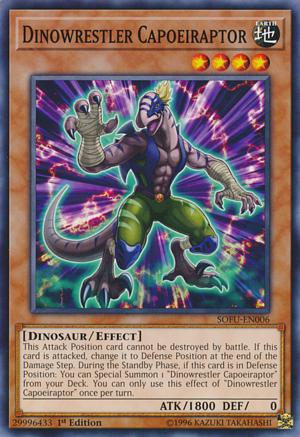 DINOWRESTLER CAPOEIRAPTOR
EARTH
地
SOFU-EN006
[DINOSAUR/EFFECT]
This Attack Position card cannot be destroyed by battle. If
this card is attacked, change it to Defense Position at the end of the
Damage Step. During the Standby Phase, if this card is in Defense
Position: You can Special Summon 1 "Dinowrestler Capoeiraptor"
from your Deck. You can only use this effect of "Dinowrestler
Capoeiraptor" once per turn.
ATK/1800 DEF/ 0
29996433 1st Edition ©1996 KAZUKI TAKAHASHI